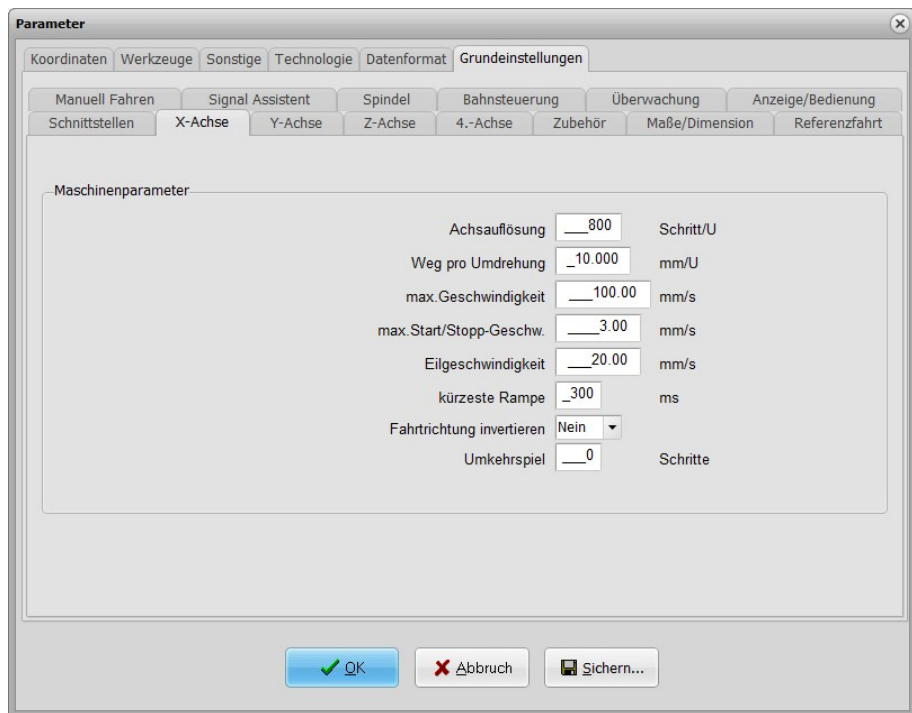 Parameter
Koordinaten Werkzeuge Sonstige Technologie Datenformat Grundeinstellungen
Manuell Fahren Signal Assistent Spindel Bahnsteuerung Überwachung Anzeige/Bedienung
Schnittstellen X-Achse Y-Achse Z-Achse 4.-Achse Zubehör Maße/Dimension Referenzfahrt
Maschinenparameter
Achsauflösung ___800 Schritt/U
Weg pro Umdrehung _10.000 mm/U
max.Geschwindigkeit ___100.00 mm/s
max.Start/Stopp-Geschw. ____3.00 mm/s
Eilgeschwindigkeit ___20.00 mm/s
kürzeste Rampe _300 ms
Fahrtrichtung invertieren Nein
Umkehrspiel ___0 Schritte
OK Abbruch Sichern...